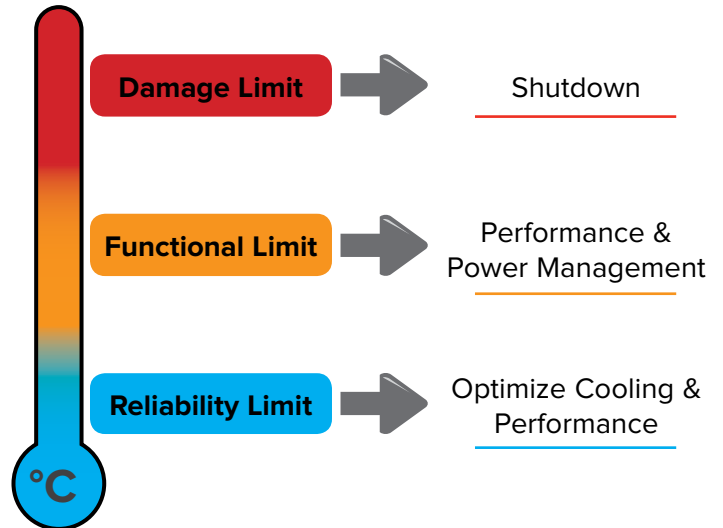 Damage Limit
Shutdown
Functional Limit
Performance &
Power Management
Reliability Limit
Optimize Cooling &
Performance
°C